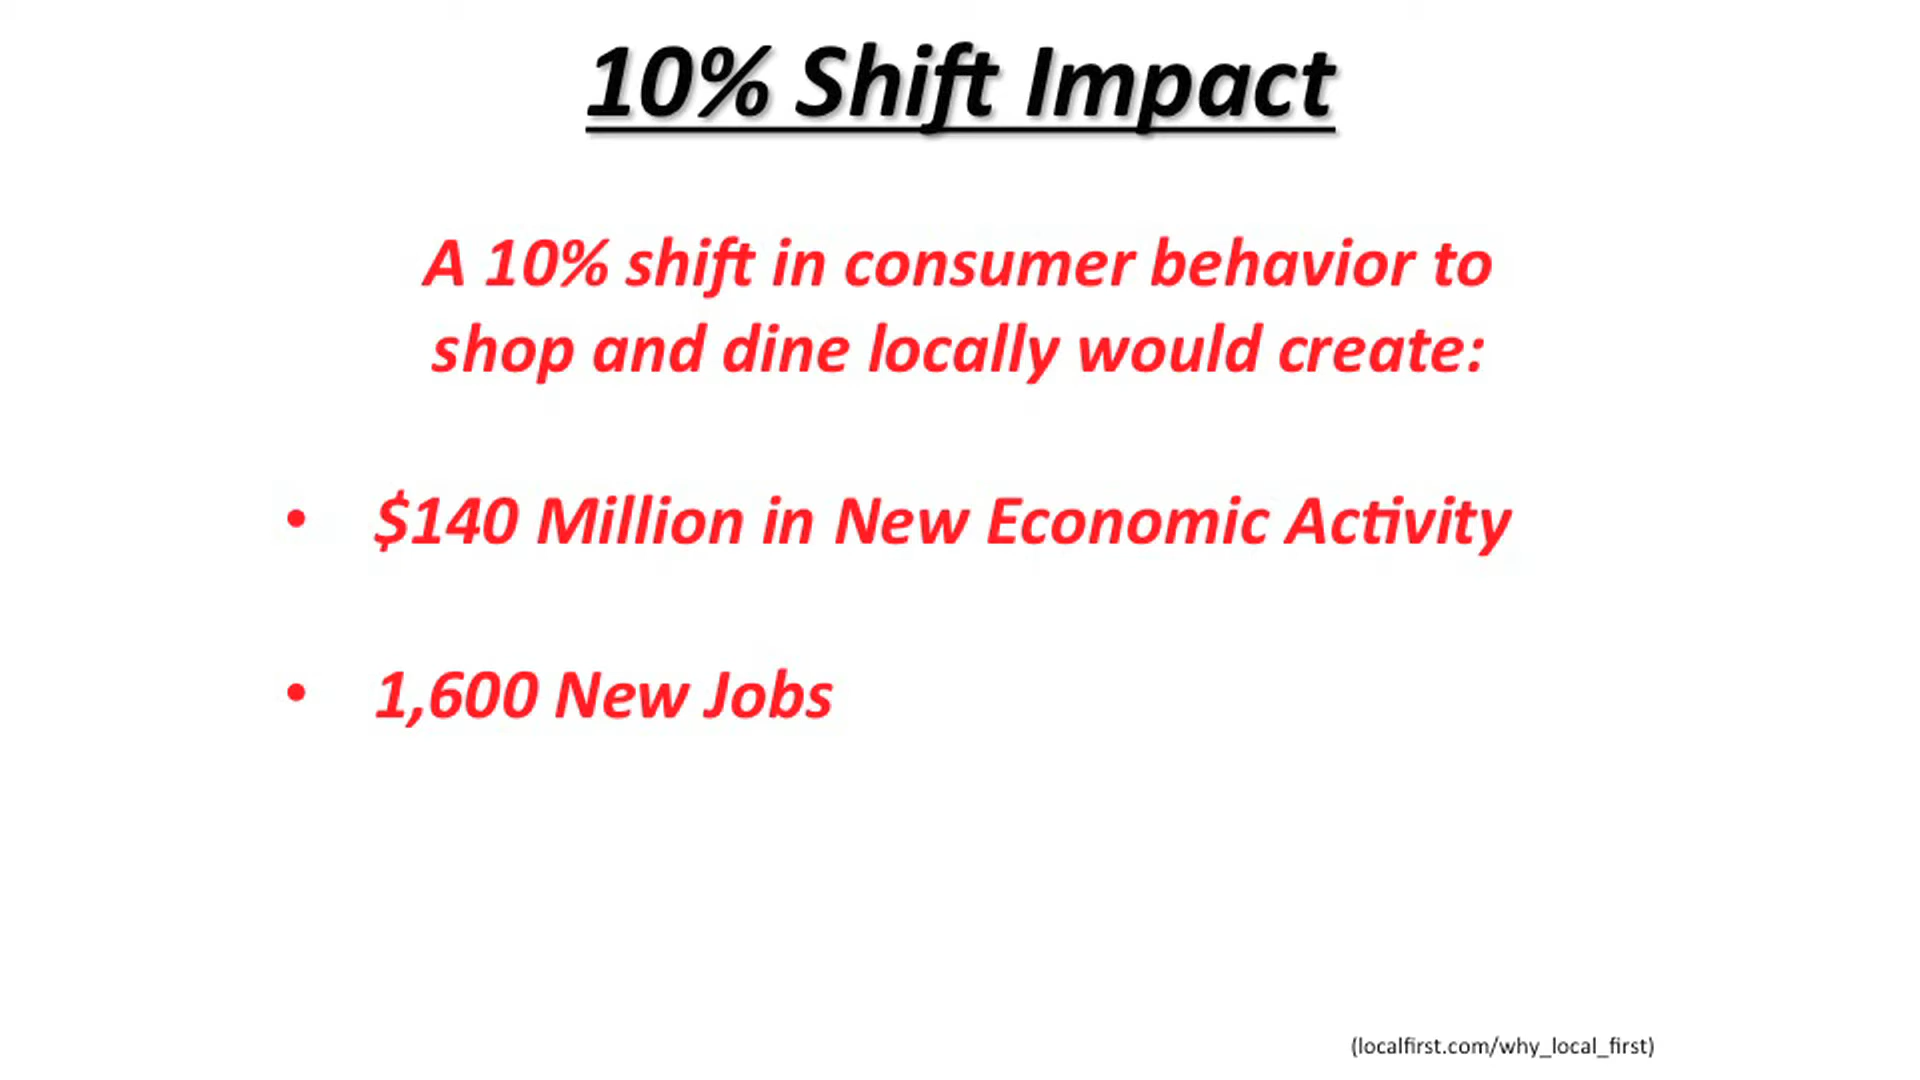 10% Shift Impact
A 10% shift in consumer behavior to
shop and dine locally would create:
• $140 Million in New Economic Activity
• 1,600 New Jobs
(localfirst.com/why_local_first)